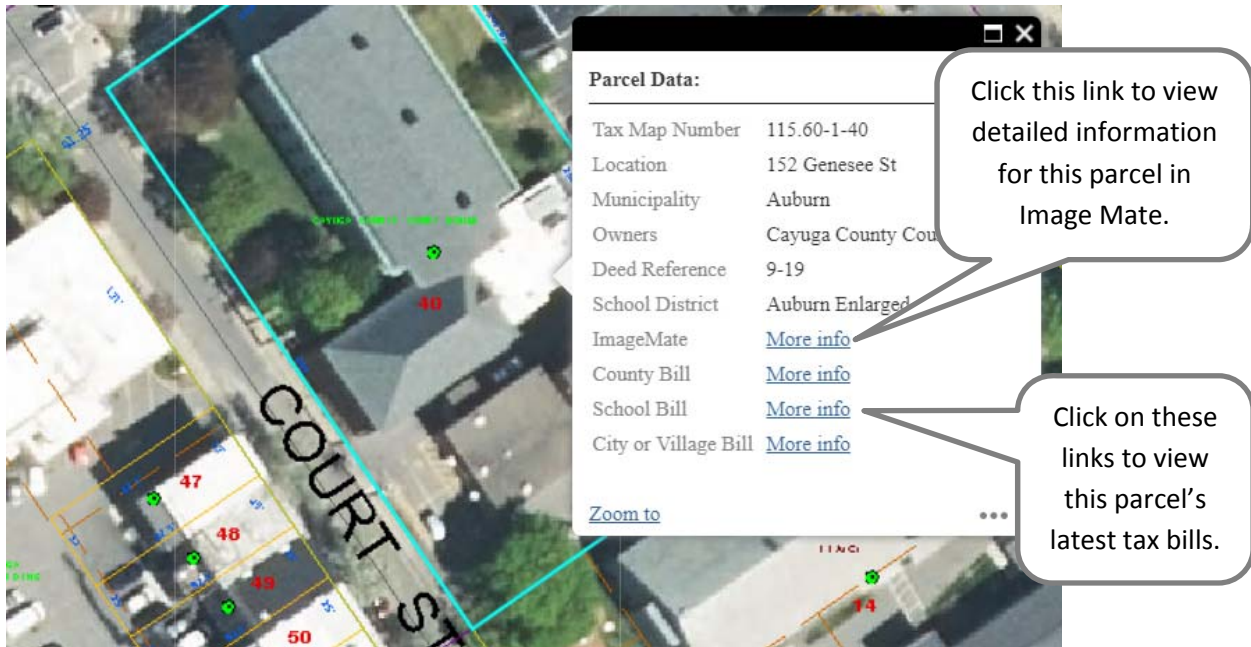 Parcel Data:
Tax Map Number 115.60-1-40
Location 152 Genesee St
Municipality Auburn
Owners Cayuga County Cou
Deed Reference 9-19
School District Auburn Enlarged
ImageMate More info
County Bill More info
School Bill More info
City or Village Bill More info
Zoom to
Click this link to view
detailed information
for this parcel in
Image Mate.
Click on these
links to view
this parcel’s
latest tax bills.
40
COURT ST
47
48
49
50
14